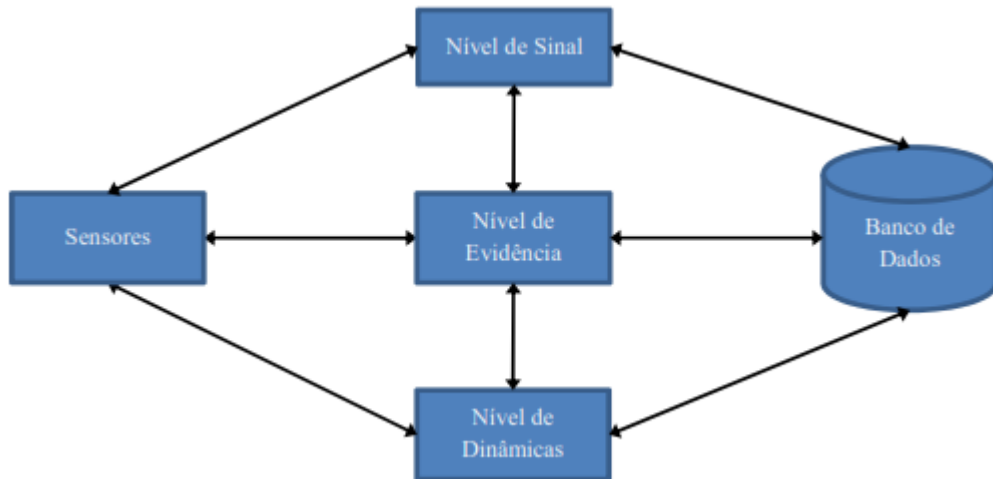 Nível de Sinal
Sensores
Nível de
Evidência
Banco de
Dados
Nível de
Dinâmicas